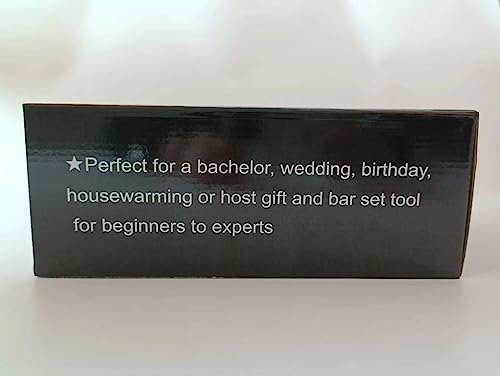 ★Perfect for a bachelor, wedding, birthday,
housewarming or host gift and bar set tool
for beginners to experts